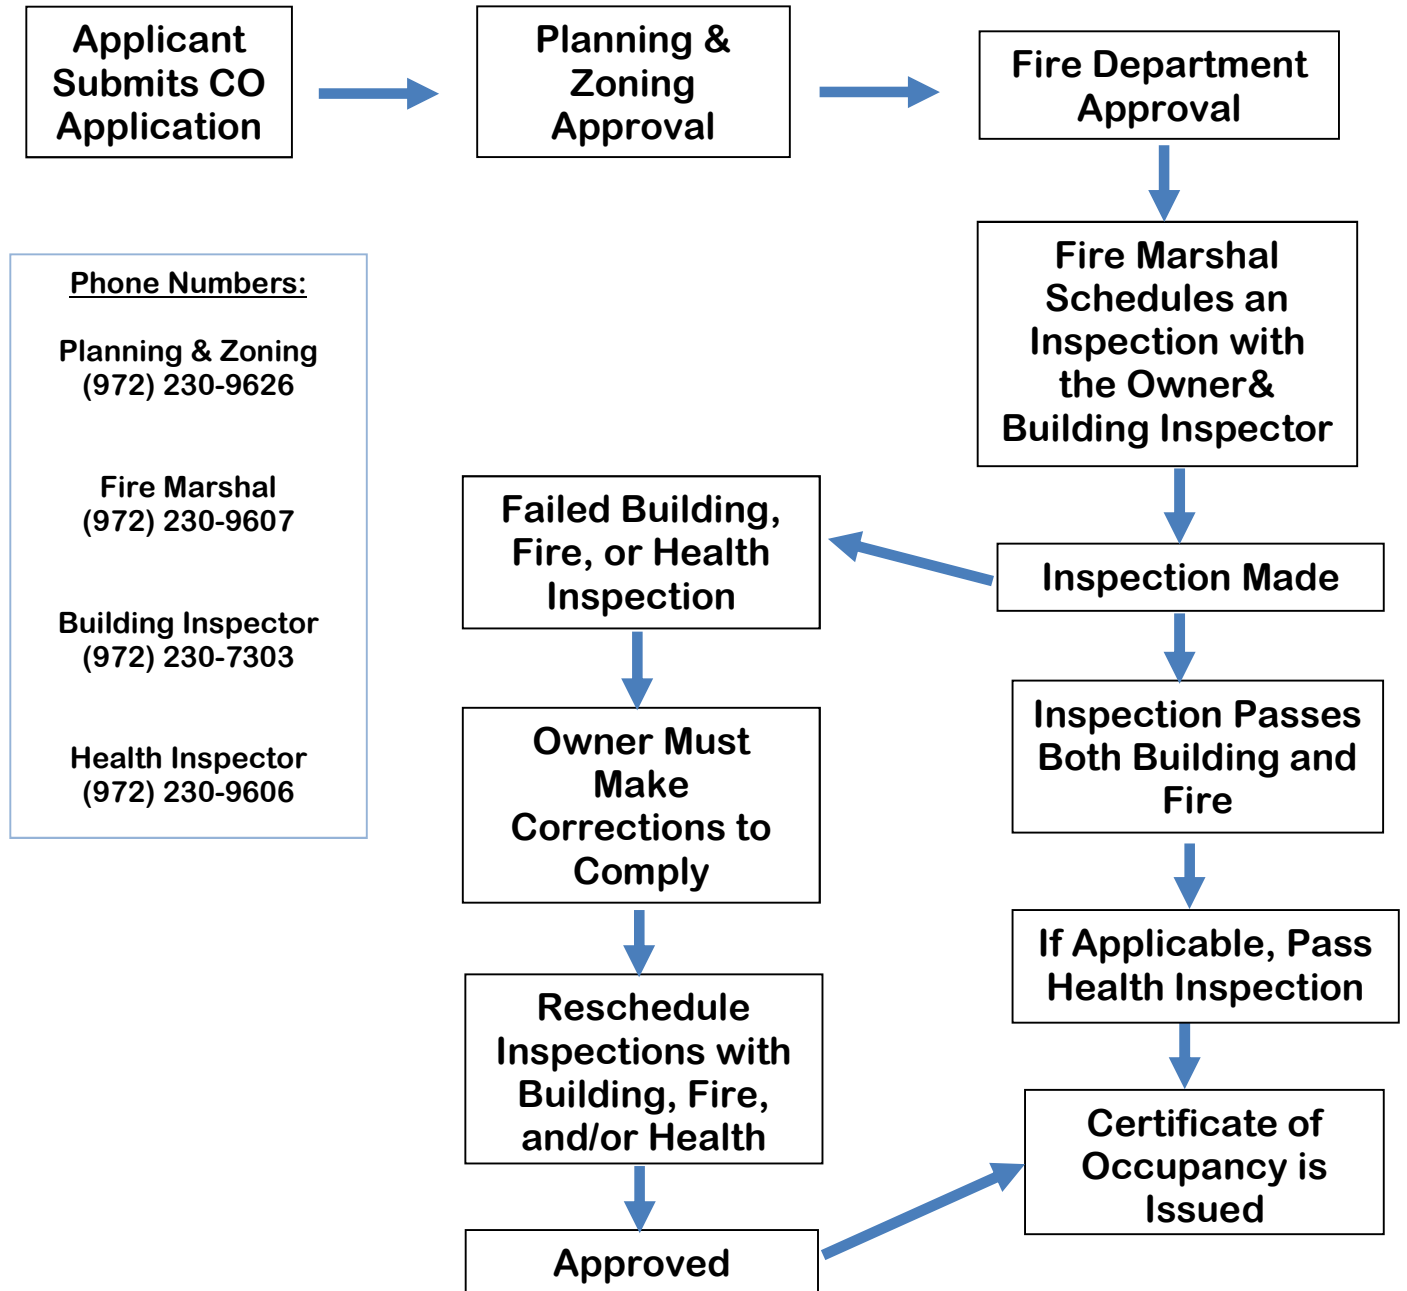 Applicant
Submits CO
Application
Planning &
Zoning
Approval
Fire Department
Approval
Fire Marshal
Schedules an
Inspection with
the Owner&
Building Inspector
Inspection Made
Inspection Passes
Both Building and
Fire
If Applicable, Pass
Health Inspection
Certificate of
Occupancy is
Issued
Failed Building,
Fire, or Health
Inspection
Owner Must
Make
Corrections to
Comply
Reschedule
Inspections with
Building, Fire,
and/or Health
Approved
Phone Numbers:
Planning & Zoning
(972) 230-9626
Fire Marshal
(972) 230-9607
Building Inspector
(972) 230-7303
Health Inspector
(972) 230-9606